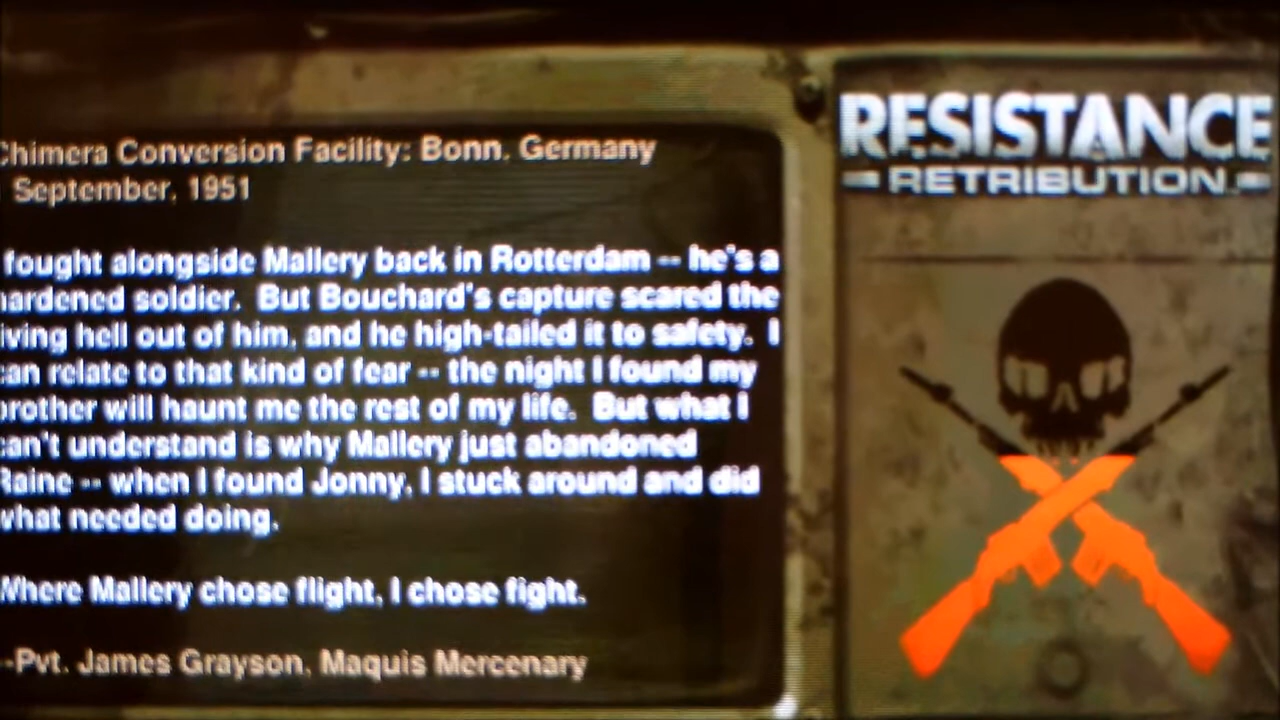 Chimera Conversion Facility: Bonn, Germany
September, 1951
fought alongside Mallery back in Rotterdam -- he's a
hardened soldier. But Bouchard's capture scared the
living hell out of him, and he high-tailed it to safety. I
can relate to that kind of fear -- the night I found my
brother will haunt me the rest of my life. But what I
can't understand is why Mallery just abandoned
Raine -- when I found Jonny, I stuck around and did
what needed doing.
Where Mallery chose flight, I chose fight.
--Pvt. James Grayson, Maquis Mercenary
RESISTANCE
RETRIBUTION